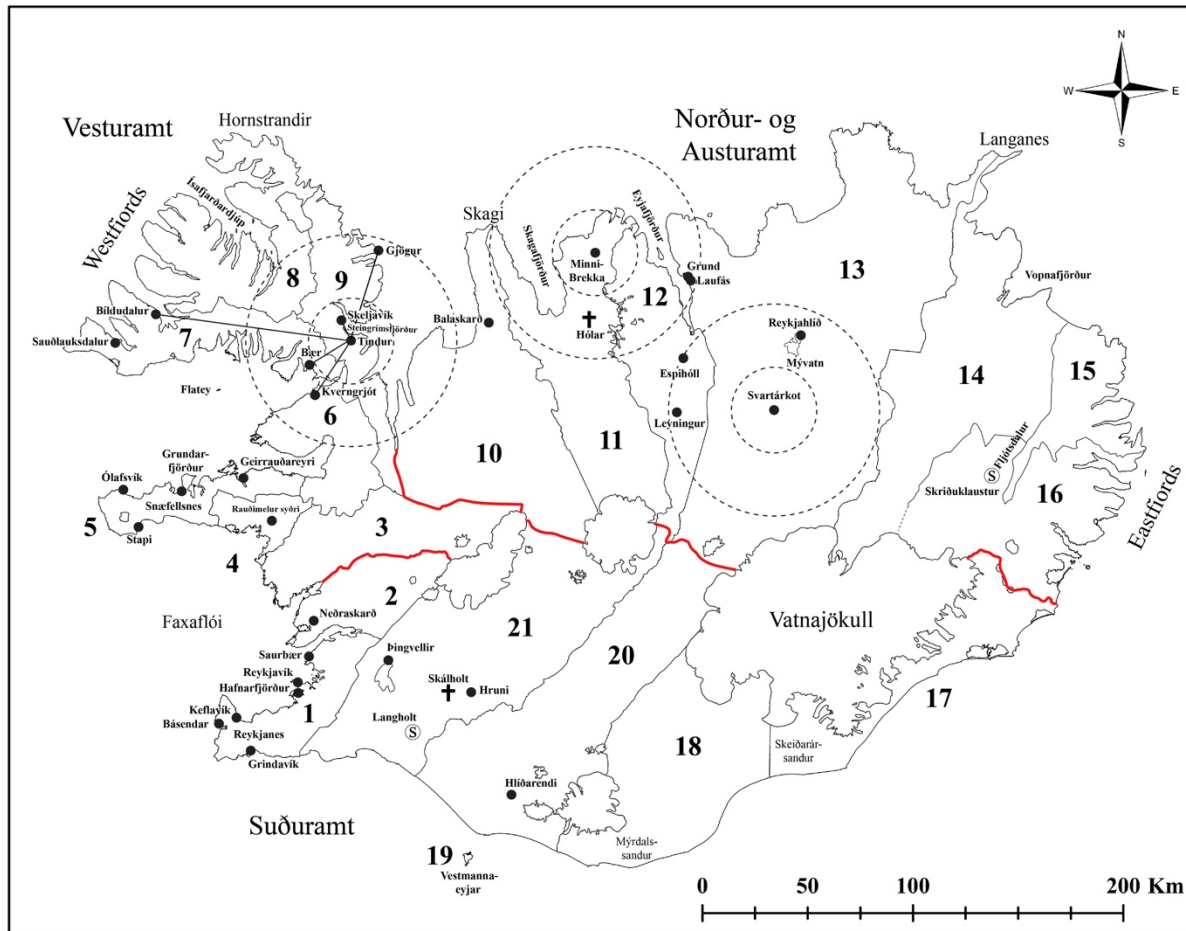 N
W E
S
Vesturamt
Hornstrandir
Norður- og
Austuramt
Langanes
Westfiords
Ísafjarðardjúp
Skagi
Skagafjörður
Eyjafjörður
Gjögur
Minni-
Brekka
Grund
Laufás
13
Vopnafjörður
8
9
12
Bíldudalur
Skeljavík
Steingrímsfjörður
Tindur
Balaskarð
Hólar
Reykjahlíð
Mývatn
Sauðlauksdalur
7
Bær
Espihóll
14
15
Flatey
Kverngrjót
6
Svartárkot
Leyningur
Grundar-
fjörður
Geirrauðareyri
10
11
Fljótsdalur
Ólafsvík
Snæfellsnes
S
Skriðuklaustur
16
Rauðimelur syðri
5
Stapi
3
Eastfiords
4
2
Faxaflói
Neðraskarð
21
Vatnajökull
20
Saurbær
Þingvellir
Reykjavík
Hafnarfjörður
Skálholt
Hruni
17
Keflavík
1
Básendar
Reykjanes
Langholt
S
18
Skeiðarár-
sandur
Grindavík
Hlíðarendi
Suðuramt
Mýrdals-
sandur
19
Vestmanna-
eyjar
0 50 100 200 Km